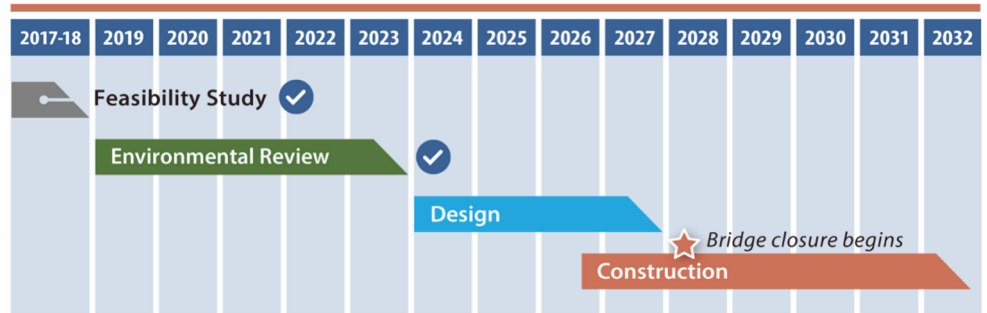 2017-18 2019 2020 2021 2022 2023 2024 2025 2026 2027 2028 2029 2030 2031 2032
Feasibility Study
Environmental Review
Design
Bridge closure begins
Construction